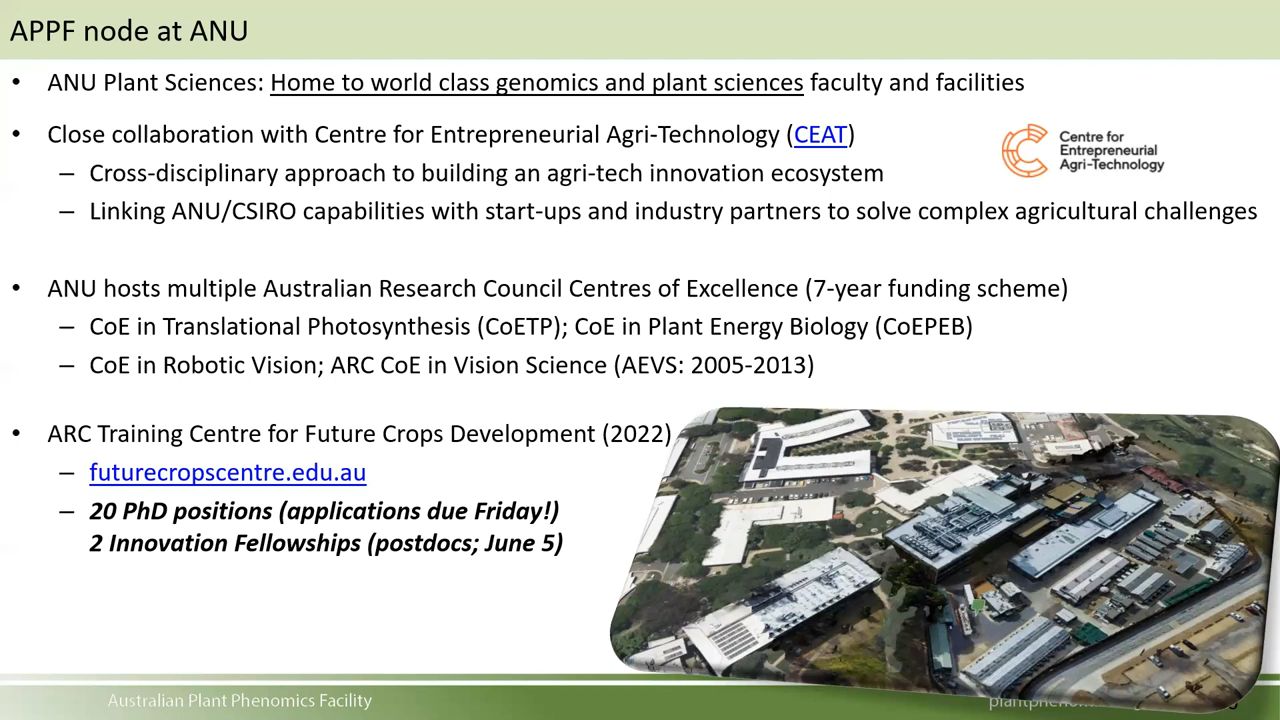 APPF node at ANU
• ANU Plant Sciences: Home to world class genomics and plant sciences faculty and facilities
• Close collaboration with Centre for Entrepreneurial Agri-Technology (CEAT)
Centre for
Entrepreneurial
Agri-Technology
– Cross-disciplinary approach to building an agri-tech innovation ecosystem
– Linking ANU/CSIRO capabilities with start-ups and industry partners to solve complex agricultural challenges
• ANU hosts multiple Australian Research Council Centres of Excellence (7-year funding scheme)
– CoE in Translational Photosynthesis (CoETP); CoE in Plant Energy Biology (CoEPEB)
– CoE in Robotic Vision; ARC CoE in Vision Science (AEVS: 2005-2013)
• ARC Training Centre for Future Crops Development (2022)
– futurecropscentre.edu.au
– 20 PhD positions (applications due Friday!)
2 Innovation Fellowships (postdocs; June 5)
Australian Plant Phenomics Facility